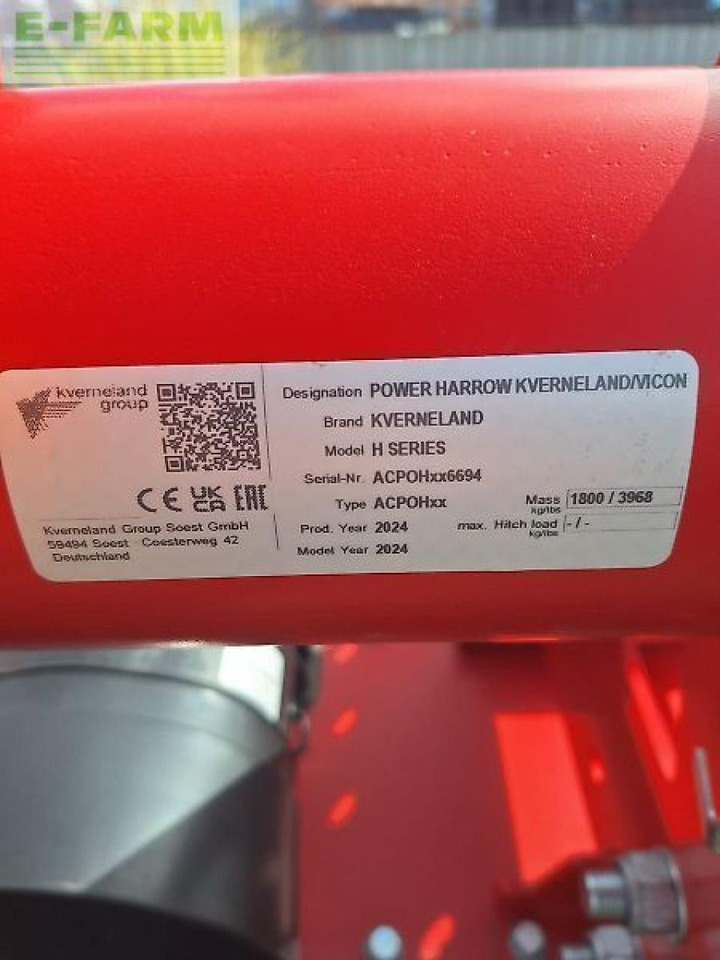 E-FARM
kverneland
group
Designation POWER HARROW KVERNELAND/VICON
Brand KVERNELAND
Model H SERIES
Serial-Nr. ACPOHxx6694
Type ACPOHxx
Mass 1800 / 3968
kg/lbs
Prod. Year 2024
max. Hitch load - / -
kg/lbs
Model Year 2024
CE UKCA EAC
Kverneland Group Soest GmbH
59494 Soest Coesterweg 42
Deutschland